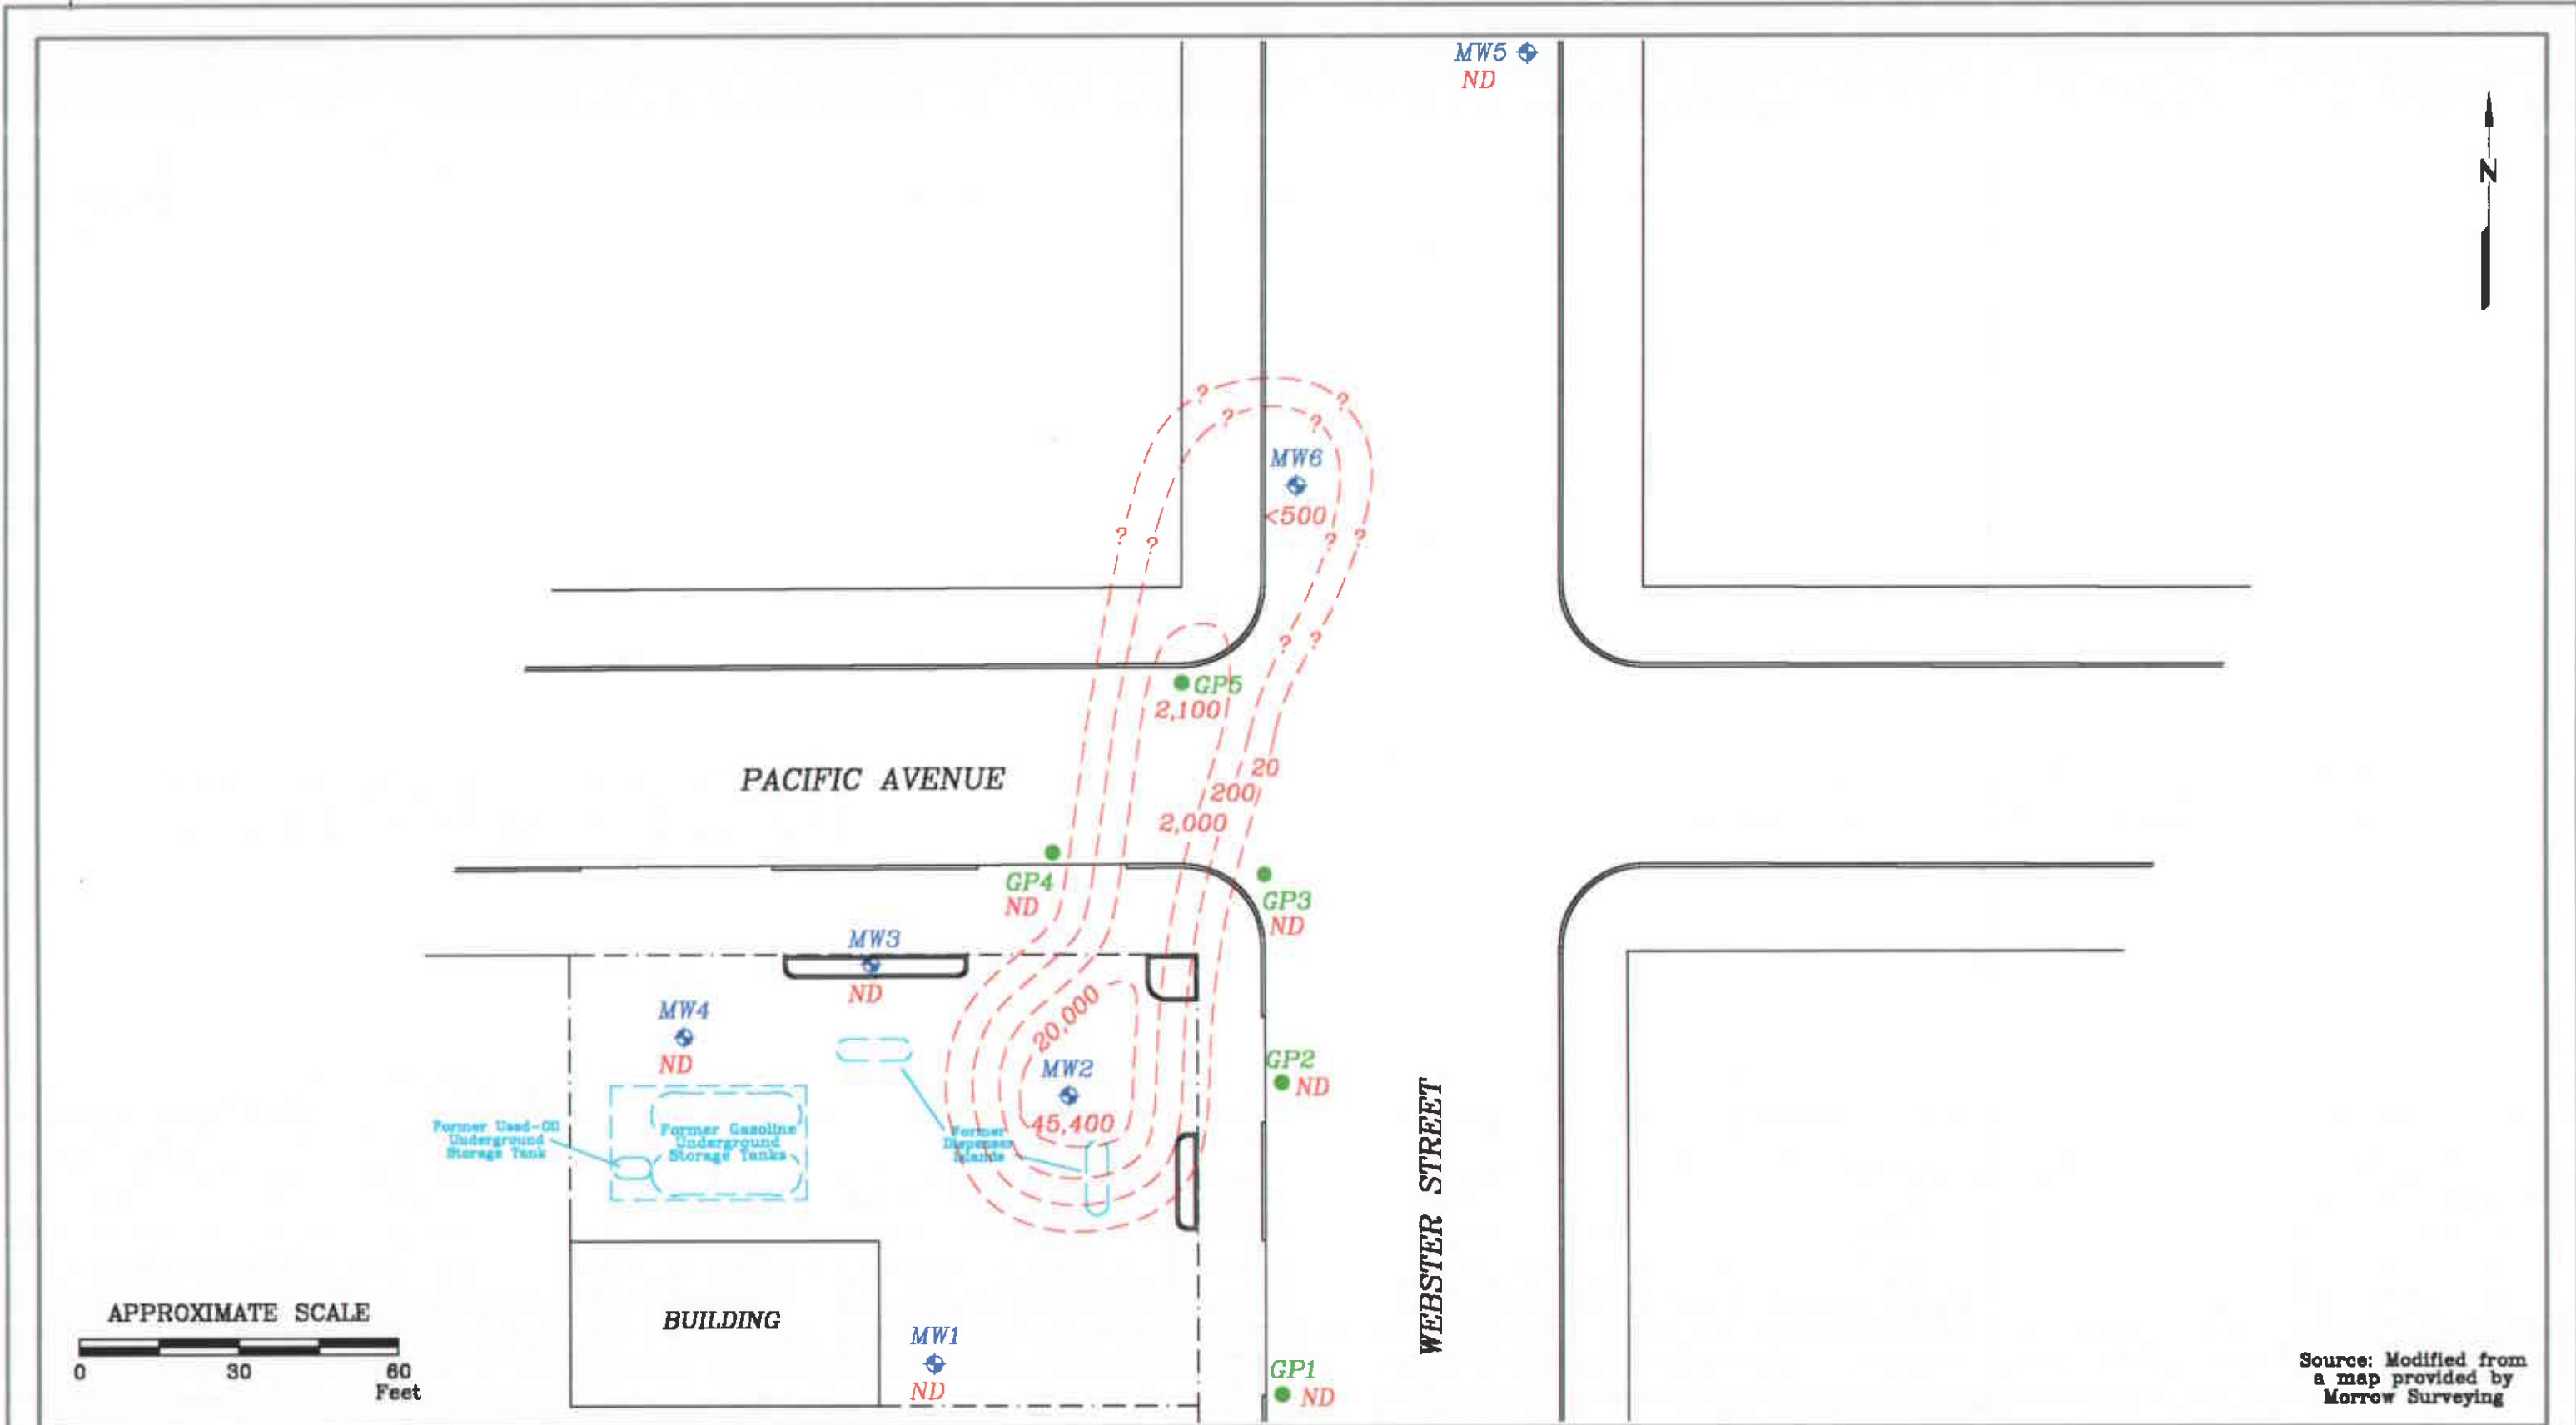 MW5
ND
N
?
?
?
?
MW6
<500
?
?
?
?
?
?
GP5
2,100
PACIFIC AVENUE
20
200
2,000
GP4
ND
GP3
ND
MW3
ND
20,000
MW4
ND
MW2
45,400
GP2
ND
Former Used-Oil
Underground
Storage Tank
Former Gasoline
Underground
Storage Tanks
Former
Dispenser
Islands
WEBSTER STREET
APPROXIMATE SCALE
0 30 60
Feet
BUILDING
MW1
ND
GP1
ND
Source: Modified from
a map provided by
Morrow Surveying